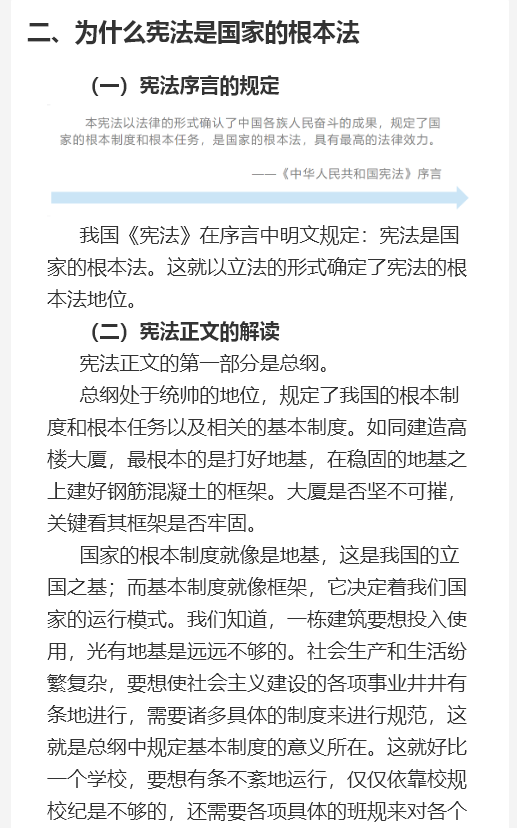 二、为什么宪法是国家的根本法
（一）宪法序言的规定
本宪法以法律的形式确认了中国各族人民奋斗的成果，规定了国
家的根本制度和根本任务，是国家的根本法，具有最高的法律效力。
——《中华人民共和国宪法》序言
我国《宪法》在序言中明文规定：宪法是国
家的根本法。这就以立法的形式确定了宪法的根
本法地位。
（二）宪法正文的解读
宪法正文的第一部分是总纲。
总纲处于统帅的地位，规定了我国的根本制
度和根本任务以及相关的基本制度。如同建造高
楼大厦，最根本的是打好地基，在稳固的地基之
上建好钢筋混凝土的框架。大厦是否坚不可摧，
关键看其框架是否牢固。
国家的根本制度就像是地基，这是我国的立
国之基；而基本制度就像框架，它决定着我们国
家的运行模式。我们知道，一栋建筑要想投入使
用，光有地基是远远不够的。社会生产和生活纷
繁复杂，要想使社会主义建设的各项事业井井有
条地进行，需要诸多具体的制度来进行规范，这
就是总纲中规定基本制度的意义所在。这就好比
一个学校，要想有条不紊地运行，仅仅依靠校规
校纪是不够的，还需要各项具体的班规来对各个